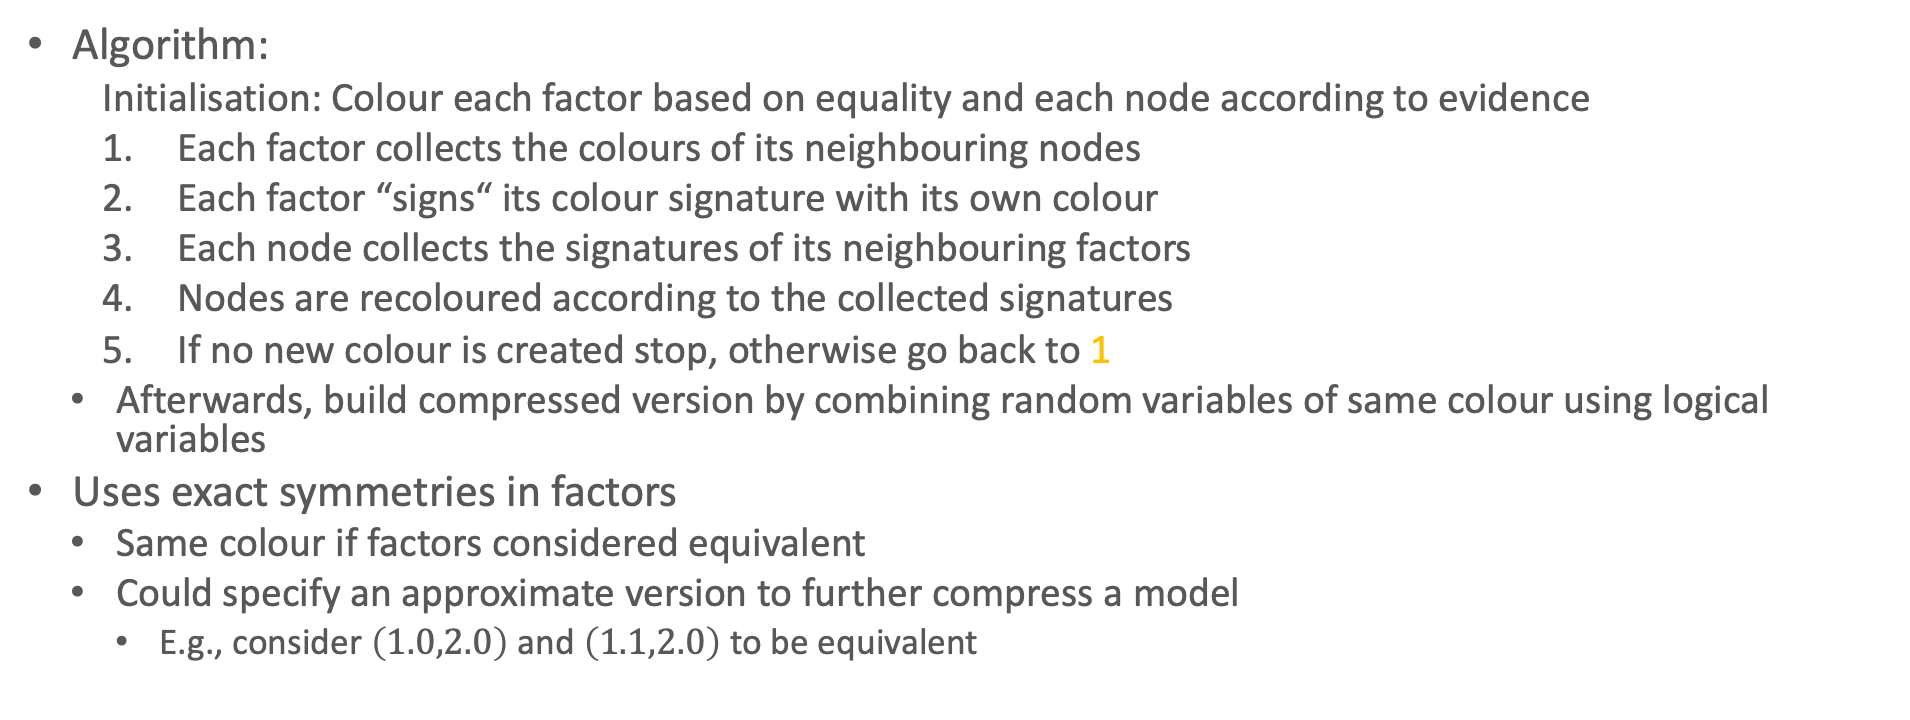 • Algorithm:
Initialisation: Colour each factor based on equality and each node according to evidence
1. Each factor collects the colours of its neighbouring nodes
2. Each factor “signs“ its colour signature with its own colour
3. Each node collects the signatures of its neighbouring factors
4. Nodes are recoloured according to the collected signatures
5. If no new colour is created stop, otherwise go back to 1
• Afterwards, build compressed version by combining random variables of same colour using logical
variables
• Uses exact symmetries in factors
• Same colour if factors considered equivalent
• Could specify an approximate version to further compress a model
• E.g., consider (1.0,2.0) and (1.1,2.0) to be equivalent